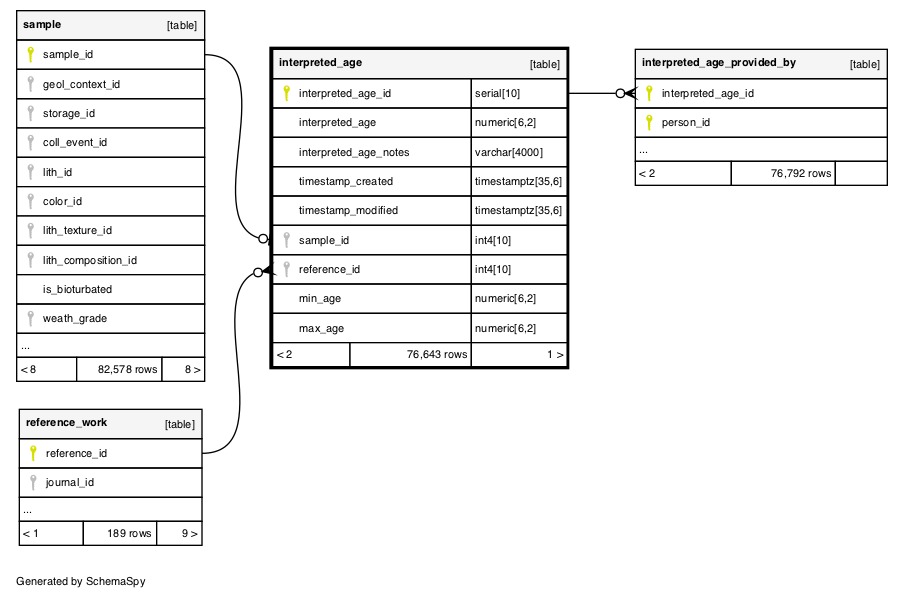 sample [table]
sample_id
geol_context_id
storage_id
coll_event_id
lith_id
color_id
lith_texture_id
lith_composition_id
is_bioturbated
weath_grade
...
< 8 82,578 rows 8 >
reference_work [table]
reference_id
journal_id
...
< 1 189 rows 9 >
interpreted_age [table]
interpreted_age_id serial[10]
interpreted_age numeric[6,2]
interpreted_age_notes varchar[4000]
timestamp_created timestamptz[35,6]
timestamp_modified timestamptz[35,6]
sample_id int4[10]
reference_id int4[10]
min_age numeric[6,2]
max_age numeric[6,2]
< 2 76,643 rows 1 >
interpreted_age_provided_by [table]
interpreted_age_id
person_id
...
< 2 76,792 rows
Generated by SchemaSpy